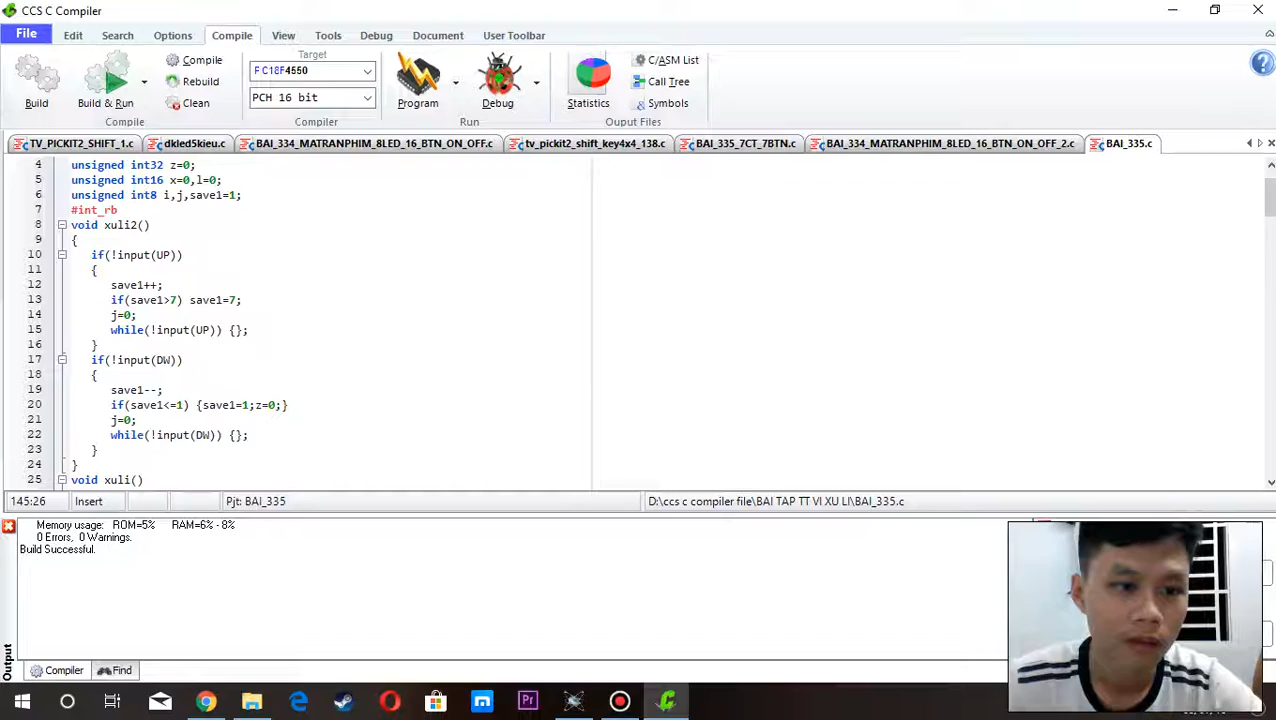 CCS C Compiler
File Edit Search Options Compile View Tools Debug Document User Toolbar
Build
Build & Run
Compile
Rebuild
Clean
Compile
Target
PIC18F4550
PCH 16 bit
Compiler
Program
Debug
Run
Statistics
C/ASM List
Call Tree
Symbols
Ouput Files
TV_PICKIT2_SHIFT_1.c dkled5kieu.c BAI_334_MATRANPHIM_8LED_16_BTN_ON_OFF.c tv_pickit2_shift_key4x4_138.c BAI_335_7CT_7BTN.c BAI_334_MATRANPHIM_8LED_16_BTN_ON_OFF_2.c BAI_335.c
4 unsigned int32 z=0;
5 unsigned int16 x=0,l=0;
6 unsigned int8 i,j,save1=1;
7 #int_rb
8 void xuli2()
9 {
10 if(!input(UP))
11 {
12 save1++;
13 if(save1>7) save1=7;
14 j=0;
15 while(!input(UP)) {};
16 }
17 if(!input(DW))
18 {
19 save1--;
20 if(save1<=1) {save1=1;z=0;}
21 j=0;
22 while(!input(DW)) {};
23 }
24 }
25 void xuli()
145:26 Insert Pjt: BAI_335 D:\ccs c compiler file\BAI TAP TT VI XU LI\BAI_335.c
Memory usage: ROM=5% RAM=6% - 8%
0 Errors, 0 Warnings.
Build Successful.
Output
Compiler Find